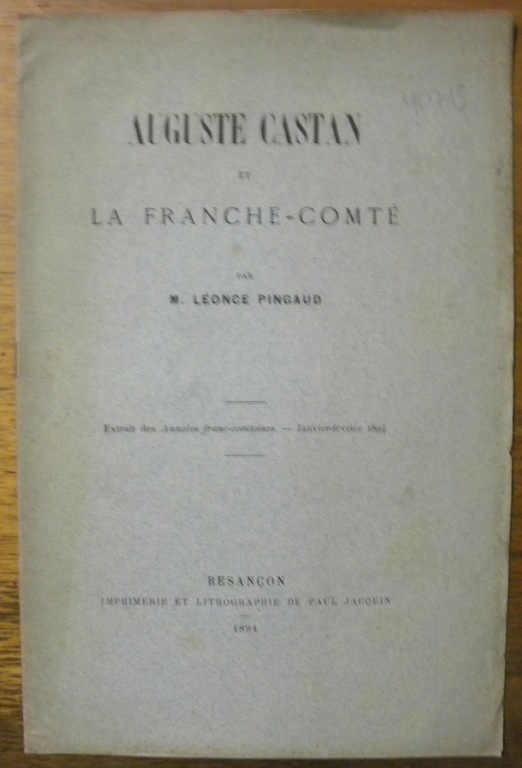 AUGUSTE CASTAN
ET
LA FRANCHE-COMTÉ
PAR
M. LÉONCE PINGAUD
Extrait des Annales franc-comtoises. — Janvier-février 1894
BESANÇON
IMPRIMERIE ET LITHOGRAPHIE DE PAUL JACQUIN
1894